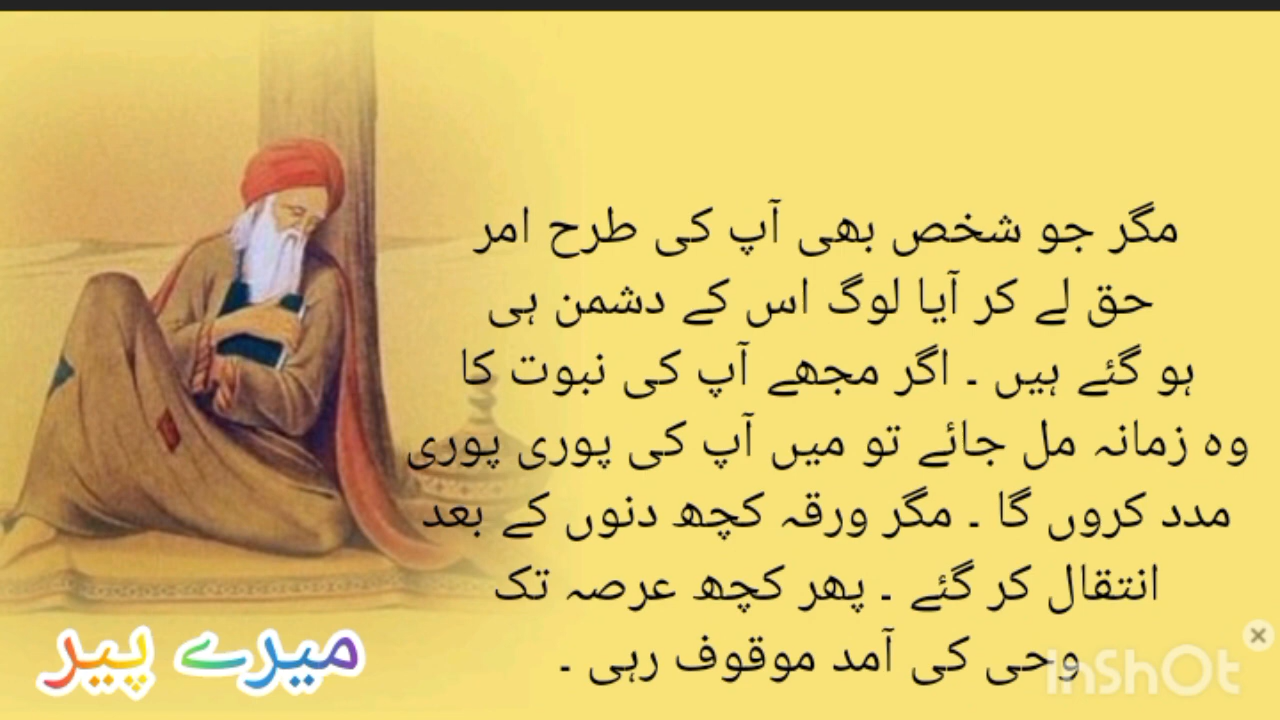 مگر جو شخص بھی آپ کی طرح امر
حق لے کر آیا لوگ اس کے دشمن ہی
ہو گئے ہیں ۔ اگر مجھے آپ کی نبوت کا
وہ زمانہ مل جائے تو میں آپ کی پوری پوری
مدد کروں گا ۔ مگر ورقہ کچھ دنوں کے بعد
انتقال کر گئے ۔ پھر کچھ عرصہ تک
وحی کی آمد موقوف رہی ۔
میرے پیر
InShOt